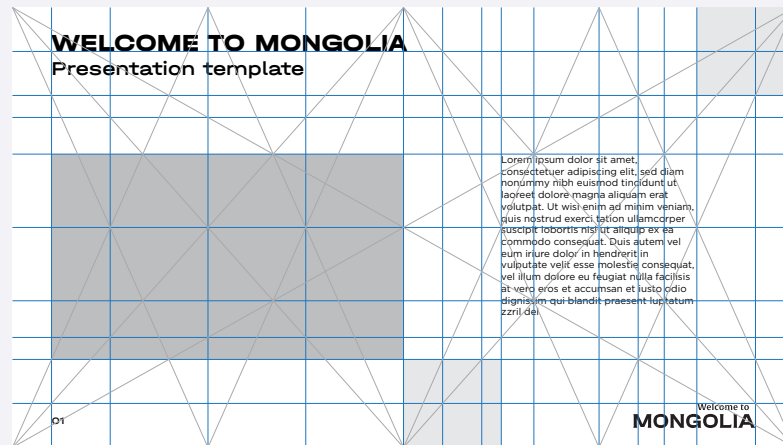 WELCOME TO MONGOLIA
Presentation template
Lorem ipsum dolor sit amet,
consectetuer adipiscing elit, sed diam
nonummy nibh euismod tincidunt ut
laoreet dolore magna aliquam erat
volutpat. Ut wisi enim ad minim veniam,
quis nostrud exerci tation ullamcorper
suscipit lobortis nisl ut aliquip ex ea
commodo consequat. Duis autem vel
eum iriure dolor in hendrerit in
vulputate velit esse molestie consequat,
vel illum dolore eu feugiat nulla facilisis
at vero eros et accumsan et iusto odio
dignissim qui blandit praesent luptatum
zzril del
01
Welcome to
MONGOLIA